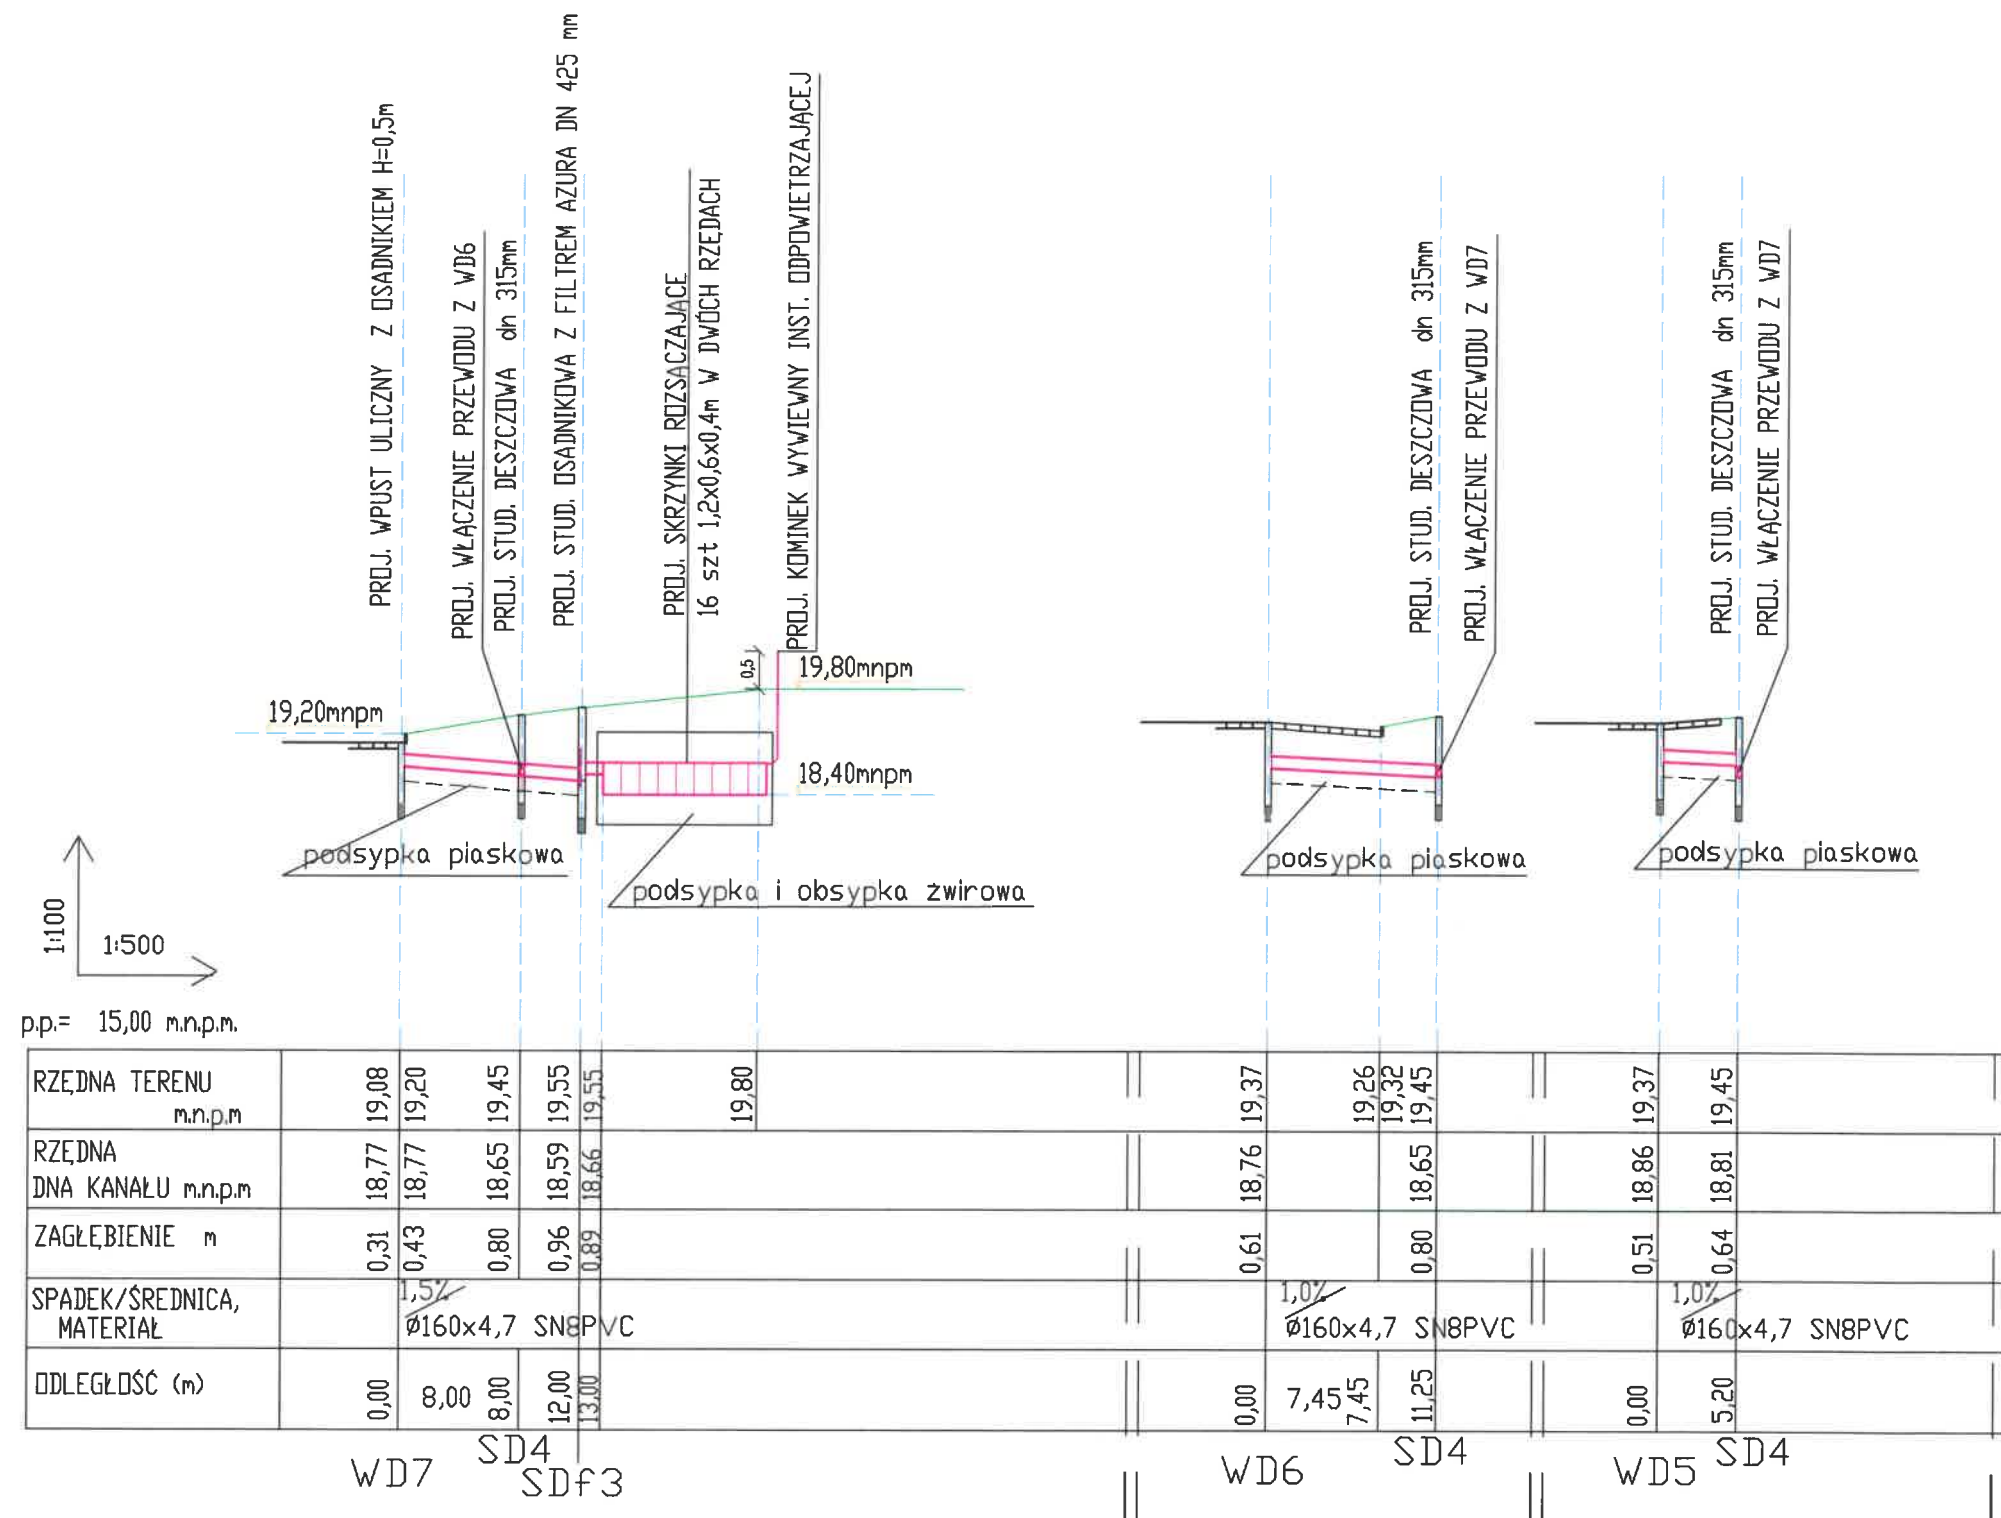 PROJ. WPUST ULICZNY Z OSADNIKIEM H=0,5m
PROJ. WŁĄCZENIE PRZEWODU Z WD6
PROJ. STUD. DESZCZOWA dn 315mm
PROJ. STUD. OSADNIKOWA Z FILTREM AZURA DN 425 mm
PROJ. SKRZYNKI ROZSĄCZAJĄCE
16 szt 1,2x0,6x0,4m W DWÓCH RZĘDACH
PROJ. KOMINEK WYWIEWNY INST. ODPOWIETRZAJĄCEJ
PROJ. STUD. DESZCZOWA dn 315mm
PROJ. WŁĄCZENIE PRZEWODU Z WD7
PROJ. STUD. DESZCZOWA dn 315mm
PROJ. WŁĄCZENIE PRZEWODU Z WD7
0,5
19,80mnpm
19,20mnpm
18,40mnpm
podsypka piaskowa
podsypka i obsypka żwirowa
podsypka piaskowa
podsypka piaskowa
1:100
1:500
p.p.= 15,00 m.n.p.m.
RZĘDNA TERENU
m.n.p.m
19,08 19,20 19,45 19,55 19,55 19,80 19,37 19,26 19,32 19,45 19,37 19,45
RZĘDNA
DNA KANAŁU m.n.p.m
18,77 18,77 18,65 18,59 18,66 18,76 18,65 18,86 18,81
ZAGŁĘBIENIE m
0,31 0,43 0,80 0,96 0,89 0,61 0,80 0,51 0,64
SPADEK/ŚREDNICA,
MATERIAŁ
1,5%
Ø160x4,7 SN8PVC
1,0%
Ø160x4,7 SN8PVC
1,0%
Ø160x4,7 SN8PVC
ODLEGŁOŚĆ (m)
0,00 8,00 8,00 12,00 13,00 0,00 7,45 7,45 11,25 0,00 5,20
WD7 SD4 SDf3 WD6 SD4 WD5 SD4